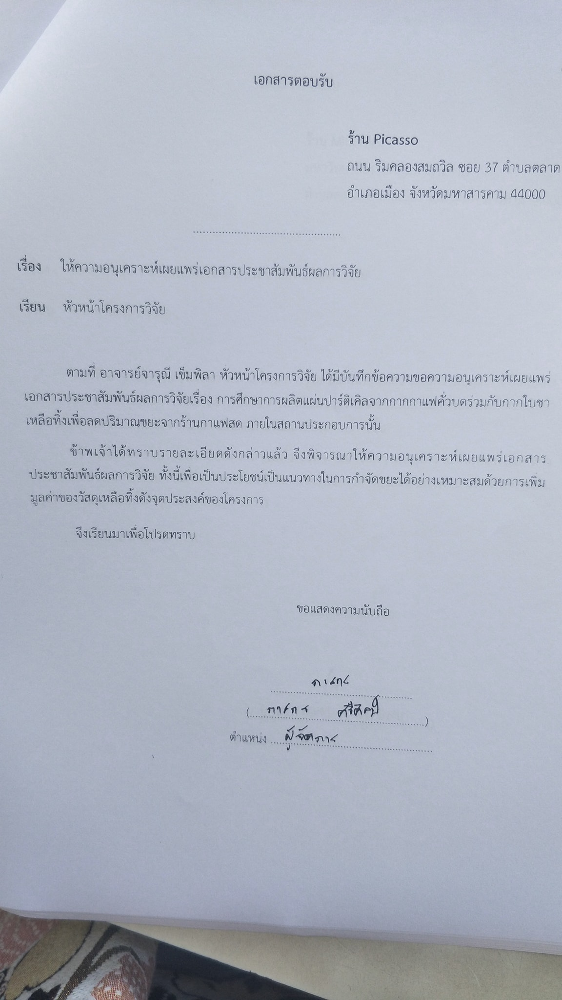 เอกสารตอบรับ
ร้าน Picasso
ถนน ริมคลองสมถวิล ซอย 37 ตำบลตลาด
อำเภอเมือง จังหวัดมหาสารคาม 44000
เรื่อง ให้ความอนุเคราะห์เผยแพร่เอกสารประชาสัมพันธ์ผลการวิจัย
เรียน หัวหน้าโครงการวิจัย
ตามที่ อาจารย์จารุณี เข็มพิลา หัวหน้าโครงการวิจัย ได้มีบันทึกข้อความขอความอนุเคราะห์เผยแพร่
เอกสารประชาสัมพันธ์ผลการวิจัยเรื่อง การศึกษาการผลิตแผ่นปาร์ติเคิลจากกากกาแฟคั่วบดร่วมกับกากใบชา
เหลือทิ้งเพื่อลดปริมาณขยะจากร้านกาแฟสด ภายในสถานประกอบการนั้น
ข้าพเจ้าได้ทราบรายละเอียดดังกล่าวแล้ว จึงพิจารณาให้ความอนุเคราะห์เผยแพร่เอกสาร
ประชาสัมพันธ์ผลการวิจัย ทั้งนี้เพื่อเป็นประโยชน์เป็นแนวทางในการกำจัดขยะได้อย่างเหมาะสมด้วยการเพิ่ม
มูลค่าของวัสดุเหลือทิ้งดังจุดประสงค์ของโครงการ
จึงเรียนมาเพื่อโปรดทราบ
ขอแสดงความนับถือ
ตำแหน่ง ผู้จัดการ